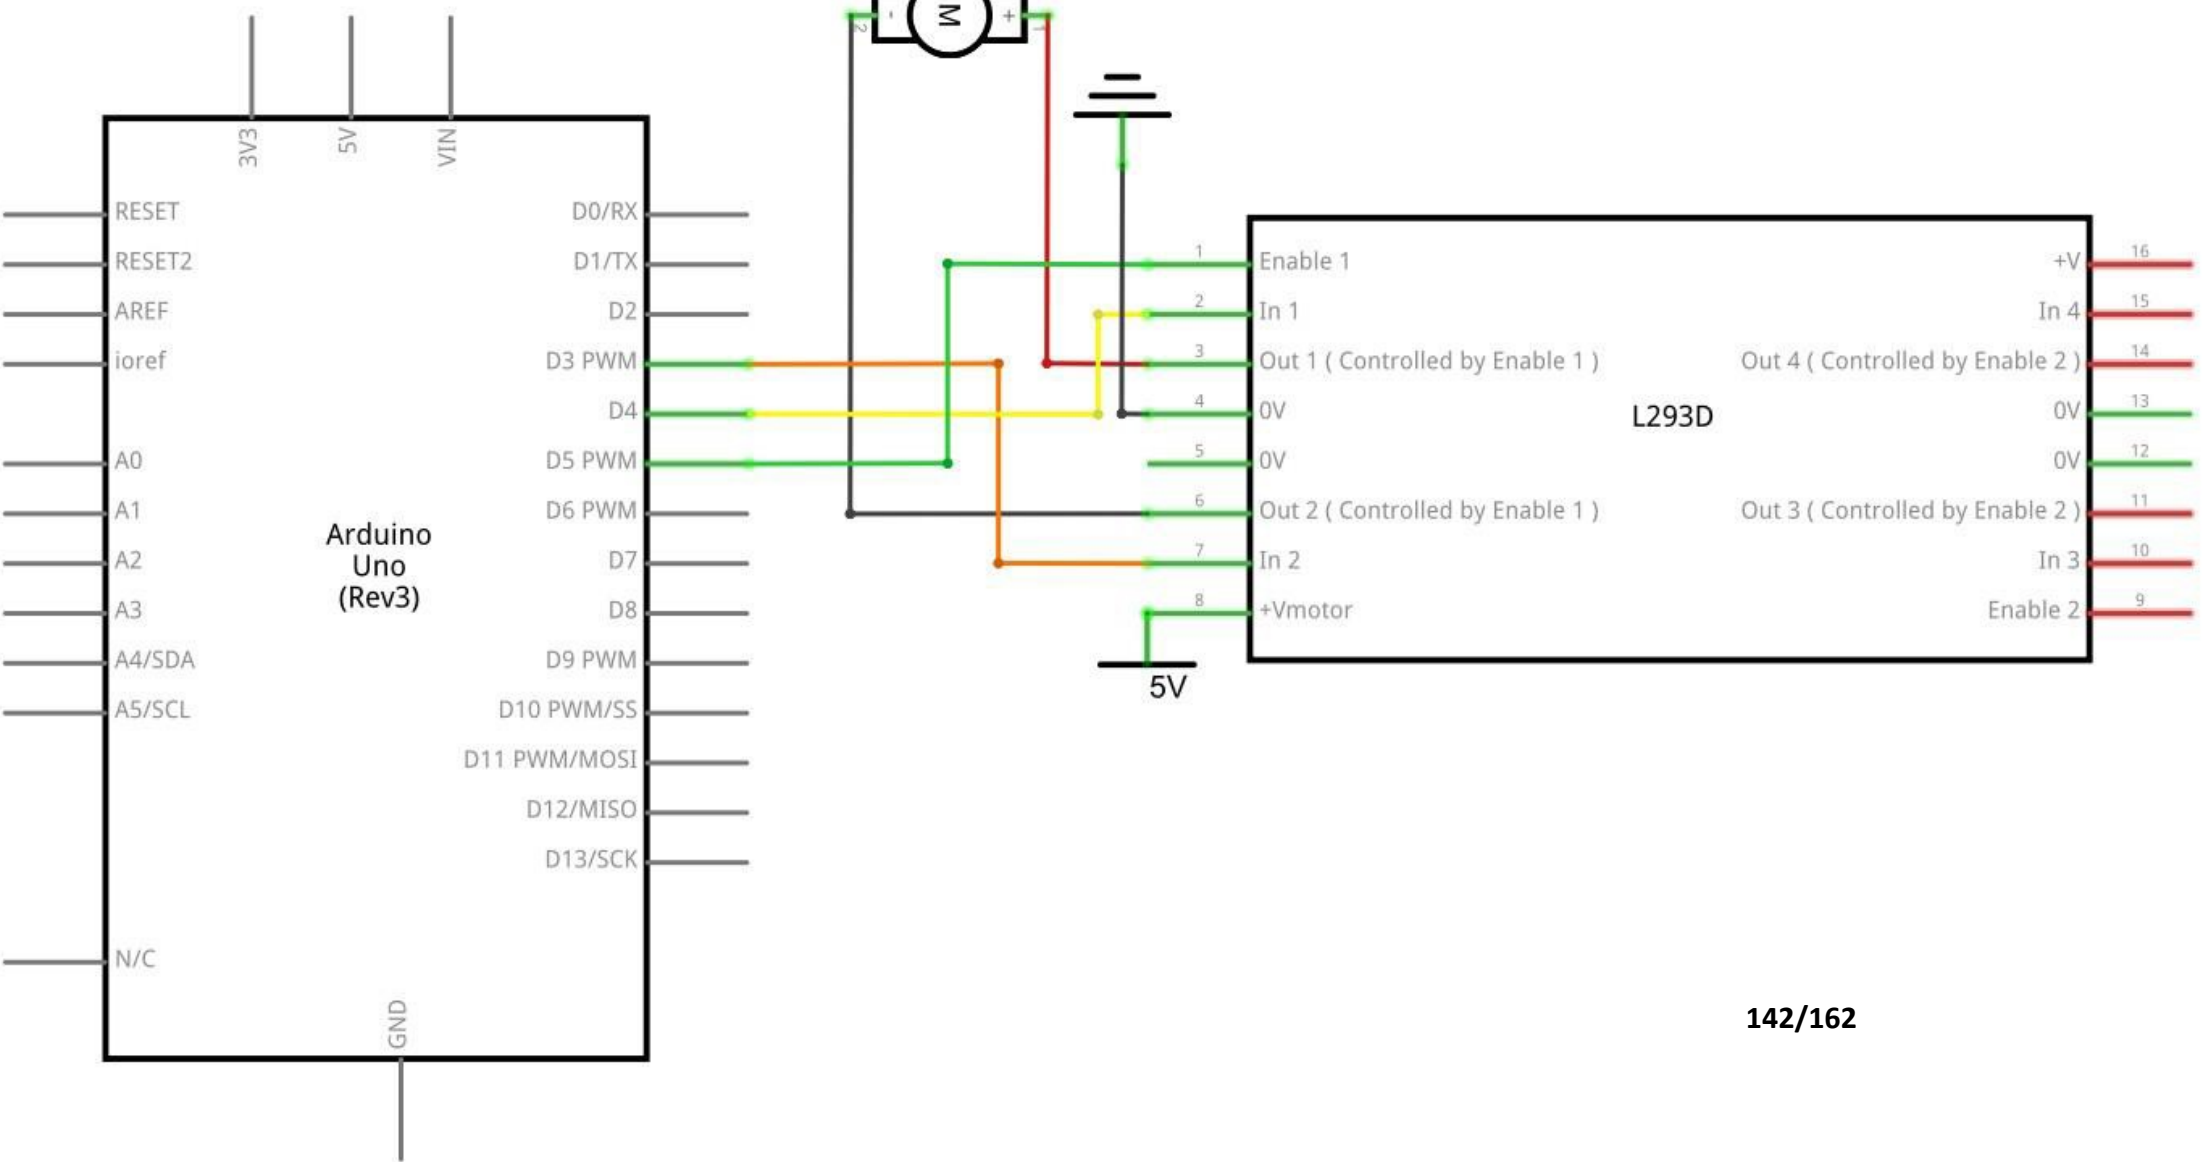 2
-
M
+
1
3V3
5V
VIN
RESET
RESET2
AREF
ioref
A0
A1
A2
A3
A4/SDA
A5/SCL
N/C
Arduino
Uno
(Rev3)
D0/RX
D1/TX
D2
D3 PWM
D4
D5 PWM
D6 PWM
D7
D8
D9 PWM
D10 PWM/SS
D11 PWM/MOSI
D12/MISO
D13/SCK
GND
1 Enable 1
2 In 1
3 Out 1 ( Controlled by Enable 1 )
4 0V
5 0V
6 Out 2 ( Controlled by Enable 1 )
7 In 2
8 +Vmotor
5V
L293D
+V 16
In 4 15
Out 4 ( Controlled by Enable 2 ) 14
0V 13
0V 12
Out 3 ( Controlled by Enable 2 ) 11
In 3 10
Enable 2 9
142/162